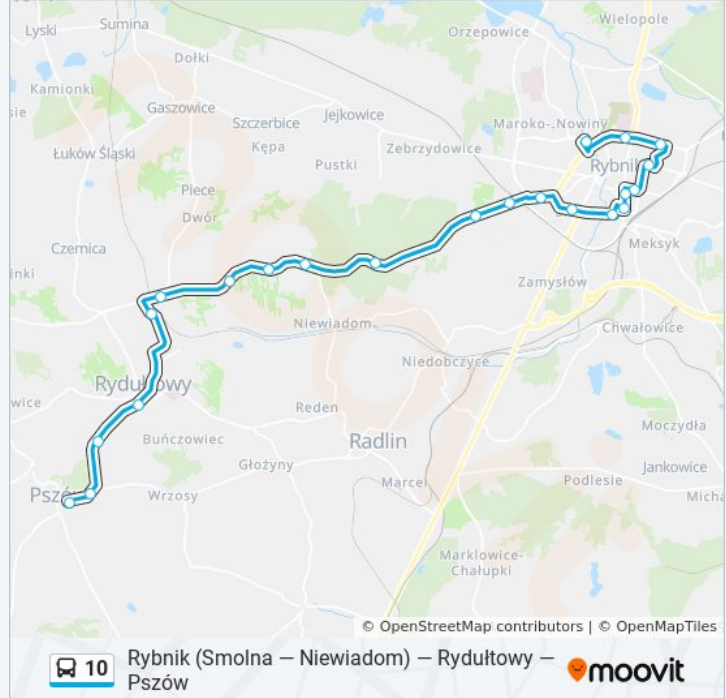 Lyski
Sumina
Wielopole
Orzepowice
Dołki
Kamionki
Gaszowice
Szczerbice
Jejkowice
Maroko-Nowiny
Kępa
Zebrzydowice
Łuków Śląski
Pustki
Rybnik
Piece
Dwór
Meksyk
Czernica
Zamysłów
Niewiadom
Chwałowice
Niedobczyce
Rydułtowy
Reden
Buńczowiec
Radlin
Moczydła
Głożyny
Jankowice
Pszów
Wrzosy
Marcel
Podlesie
Marklowice-
Chałupki
© OpenStreetMap contributors | © OpenMapTiles
10
Rybnik (Smolna — Niewiadom) — Rydułtowy —
Pszów
moovit